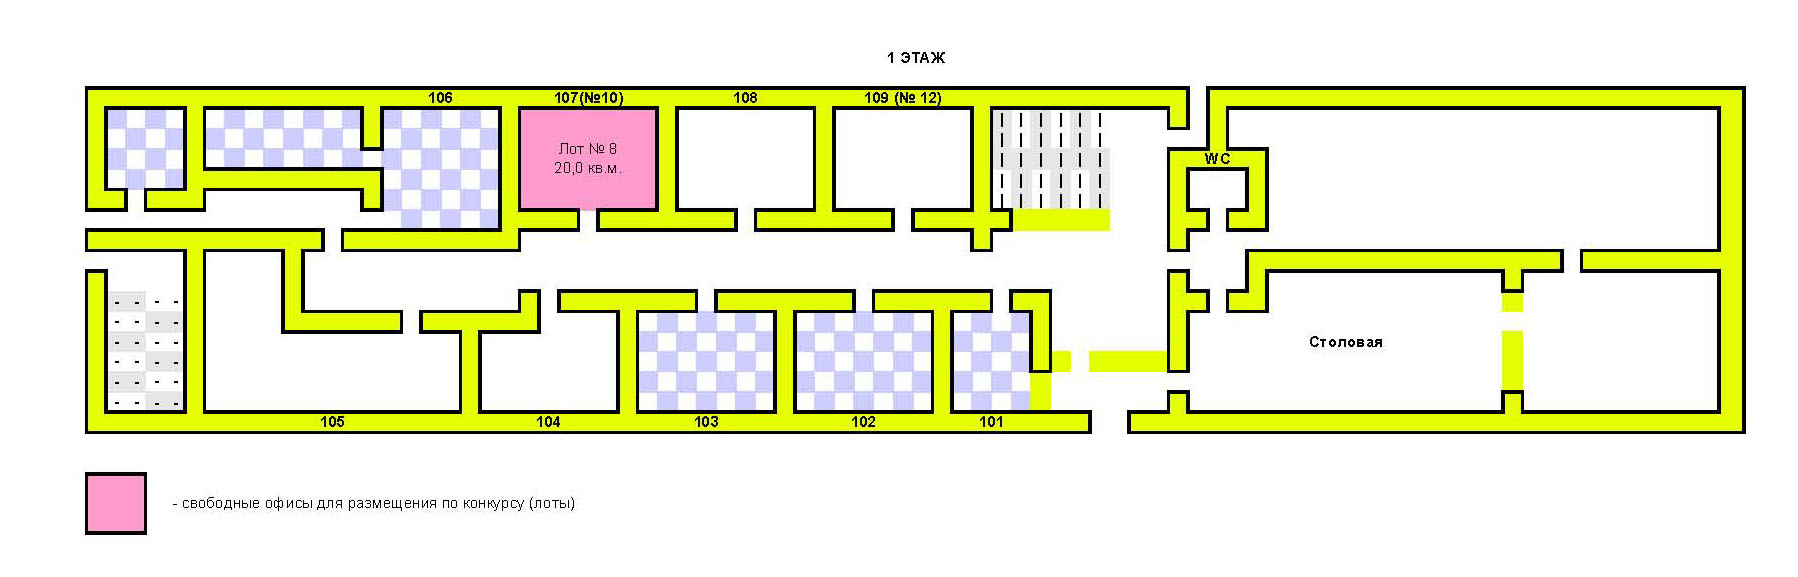 1 ЭТАЖ
106
107(№10)
108
109 (№ 12)
Лот № 8
20,0 кв.м.
WC
Столовая
105
104
103
102
101
- свободные офисы для размещения по конкурсу (лоты)